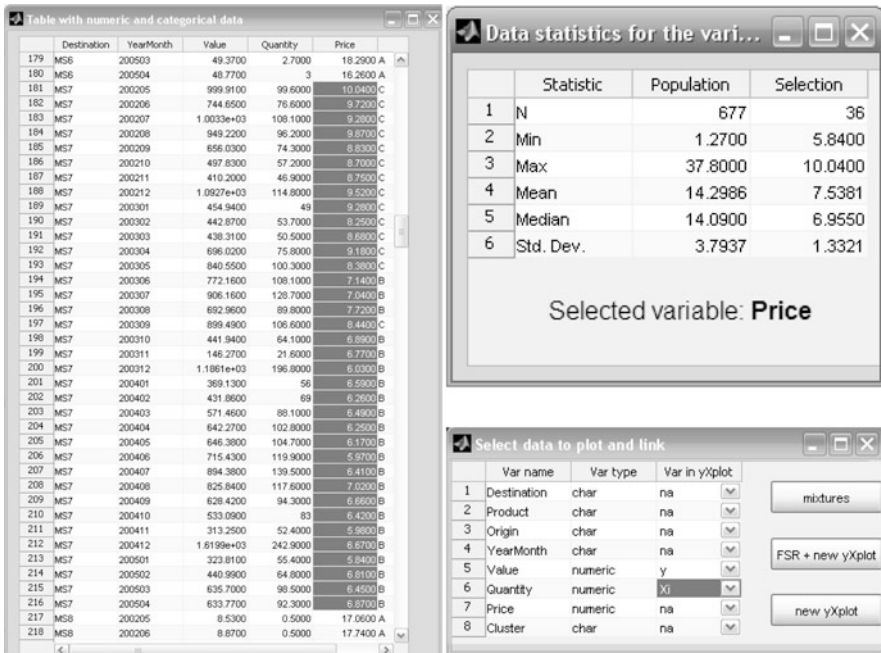 Table with numeric and categorical data
Destination YearMonth Value Quantity Price
179 MS6 200503 49.3700 2.7000 18.2900 A
180 MS6 200504 48.7700 3 16.2600 A
181 MS7 200205 999.9100 99.6000 10.0400 C
182 MS7 200206 744.6500 76.6000 9.7200 C
183 MS7 200207 1.0033e+03 108.1000 9.2800 C
184 MS7 200208 949.2200 96.2000 9.8700 C
185 MS7 200209 656.0300 74.3000 8.8300 C
186 MS7 200210 497.8300 57.2000 8.7000 C
187 MS7 200211 410.2000 46.9000 8.7500 C
188 MS7 200212 1.0927e+03 114.8000 9.5200 C
189 MS7 200301 454.9400 49 9.2800 C
190 MS7 200302 442.8700 53.7000 8.2500 C
191 MS7 200303 438.3100 50.5000 8.6800 C
192 MS7 200304 696.0200 75.8000 9.1800 C
193 MS7 200305 840.5500 100.3000 8.3800 C
194 MS7 200306 772.1600 108.1000 7.1400 B
195 MS7 200307 906.1600 128.7000 7.0400 B
196 MS7 200308 692.9600 89.8000 7.7200 B
197 MS7 200309 899.4900 106.6000 8.4400 C
198 MS7 200310 441.9400 64.1000 6.8900 B
199 MS7 200311 146.2700 21.6000 6.7700 B
200 MS7 200312 1.1861e+03 196.8000 6.0300 B
201 MS7 200401 369.1300 56 6.5900 B
202 MS7 200402 431.8600 69 6.2600 B
203 MS7 200403 571.4600 88.1000 6.4900 B
204 MS7 200404 642.2700 102.8000 6.2500 B
205 MS7 200405 646.3800 104.7000 6.1700 B
206 MS7 200406 715.4300 119.9000 5.9700 B
207 MS7 200407 894.3800 139.5000 6.4100 B
208 MS7 200408 825.8400 117.6000 7.0200 B
209 MS7 200409 628.4200 94.3000 6.6600 B
210 MS7 200410 533.0900 83 6.4200 B
211 MS7 200411 313.2500 52.4000 5.9800 B
212 MS7 200412 1.6199e+03 242.9000 6.6700 B
213 MS7 200501 323.8100 55.4000 5.8400 B
214 MS7 200502 440.9900 64.8000 6.8100 B
215 MS7 200503 635.7000 98.5000 6.4500 B
216 MS7 200504 633.7700 92.3000 6.8700 B
217 MS8 200205 8.5300 0.5000 17.0600 A
218 MS8 200206 8.8700 0.5000 17.7400 A
Data statistics for the vari...
Statistic Population Selection
1 N 677 36
2 Min 1.2700 5.8400
3 Max 37.8000 10.0400
4 Mean 14.2986 7.5381
5 Median 14.0900 6.9550
6 Std. Dev. 3.7937 1.3321
Selected variable: Price
Select data to plot and link
Var name Var type Var in yXplot
1 Destination char na
2 Product char na
3 Origin char na
4 YearMonth char na
5 Value numeric y
6 Quantity numeric Xi
7 Price numeric na
8 Cluster char na
mixtures
FSR + new yXplot
new yXplot